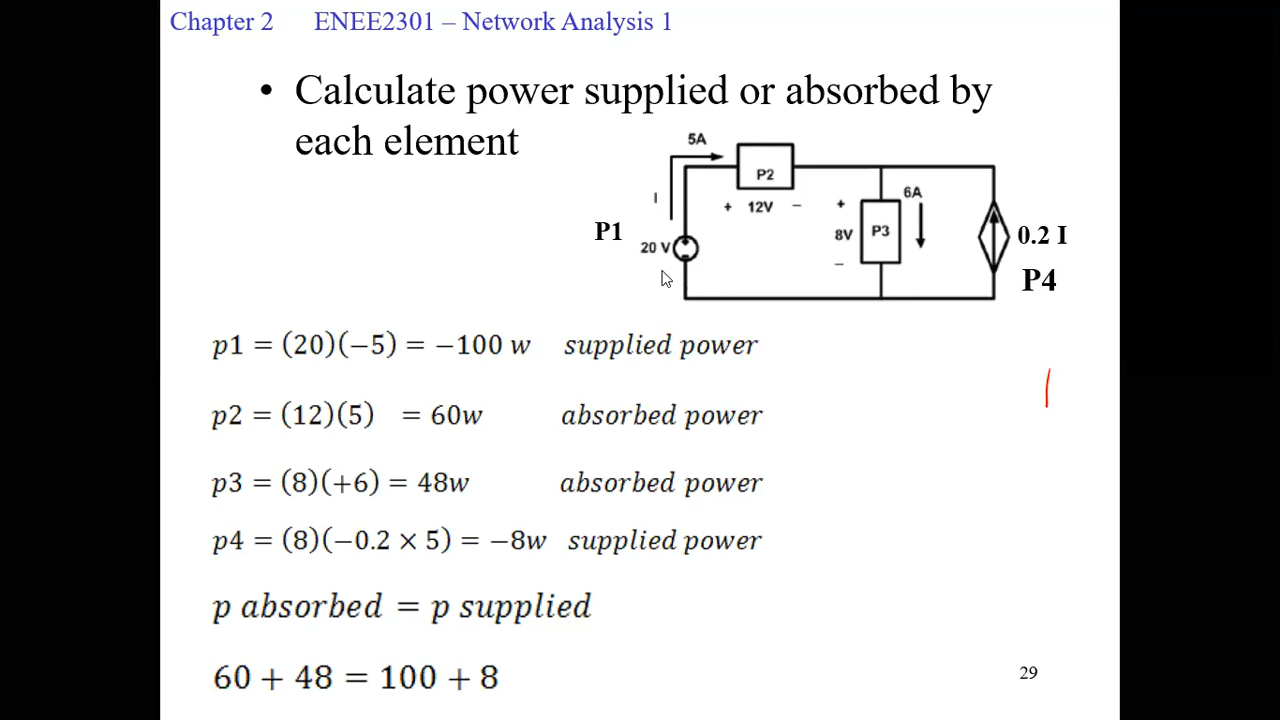 Chapter 2 ENEE2301 – Network Analysis 1
• Calculate power supplied or absorbed by
each element
5A
P2
+ 12V –
I
P1
20 V
+
8V
–
P3
6A
0.2 I
P4
p1 = (20)(−5) = −100 w supplied power
p2 = (12)(5) = 60w absorbed power
p3 = (8)(+6) = 48w absorbed power
p4 = (8)(−0.2 × 5) = −8w supplied power
p absorbed = p supplied
60 + 48 = 100 + 8
29